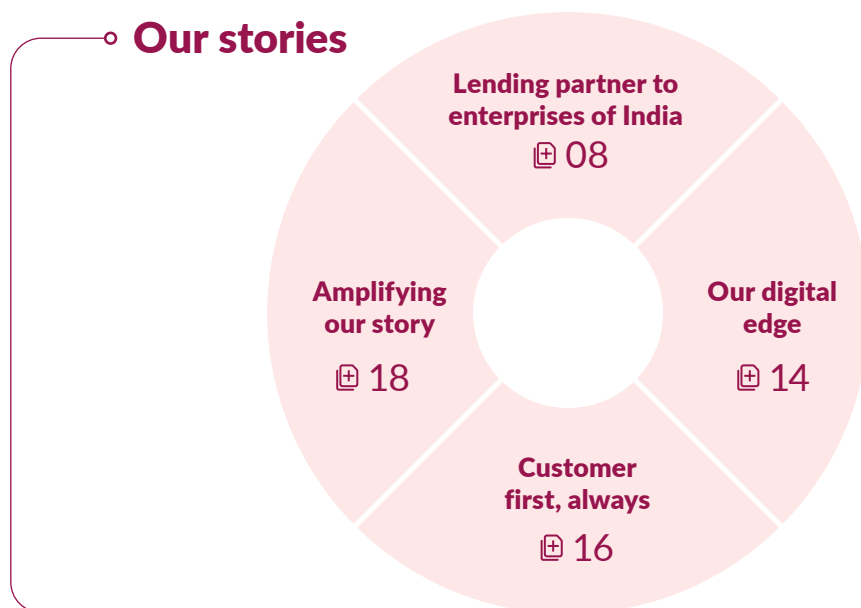 Our stories
Lending partner to
enterprises of India
08
Our digital
edge
14
Customer
first, always
16
Amplifying
our story
18